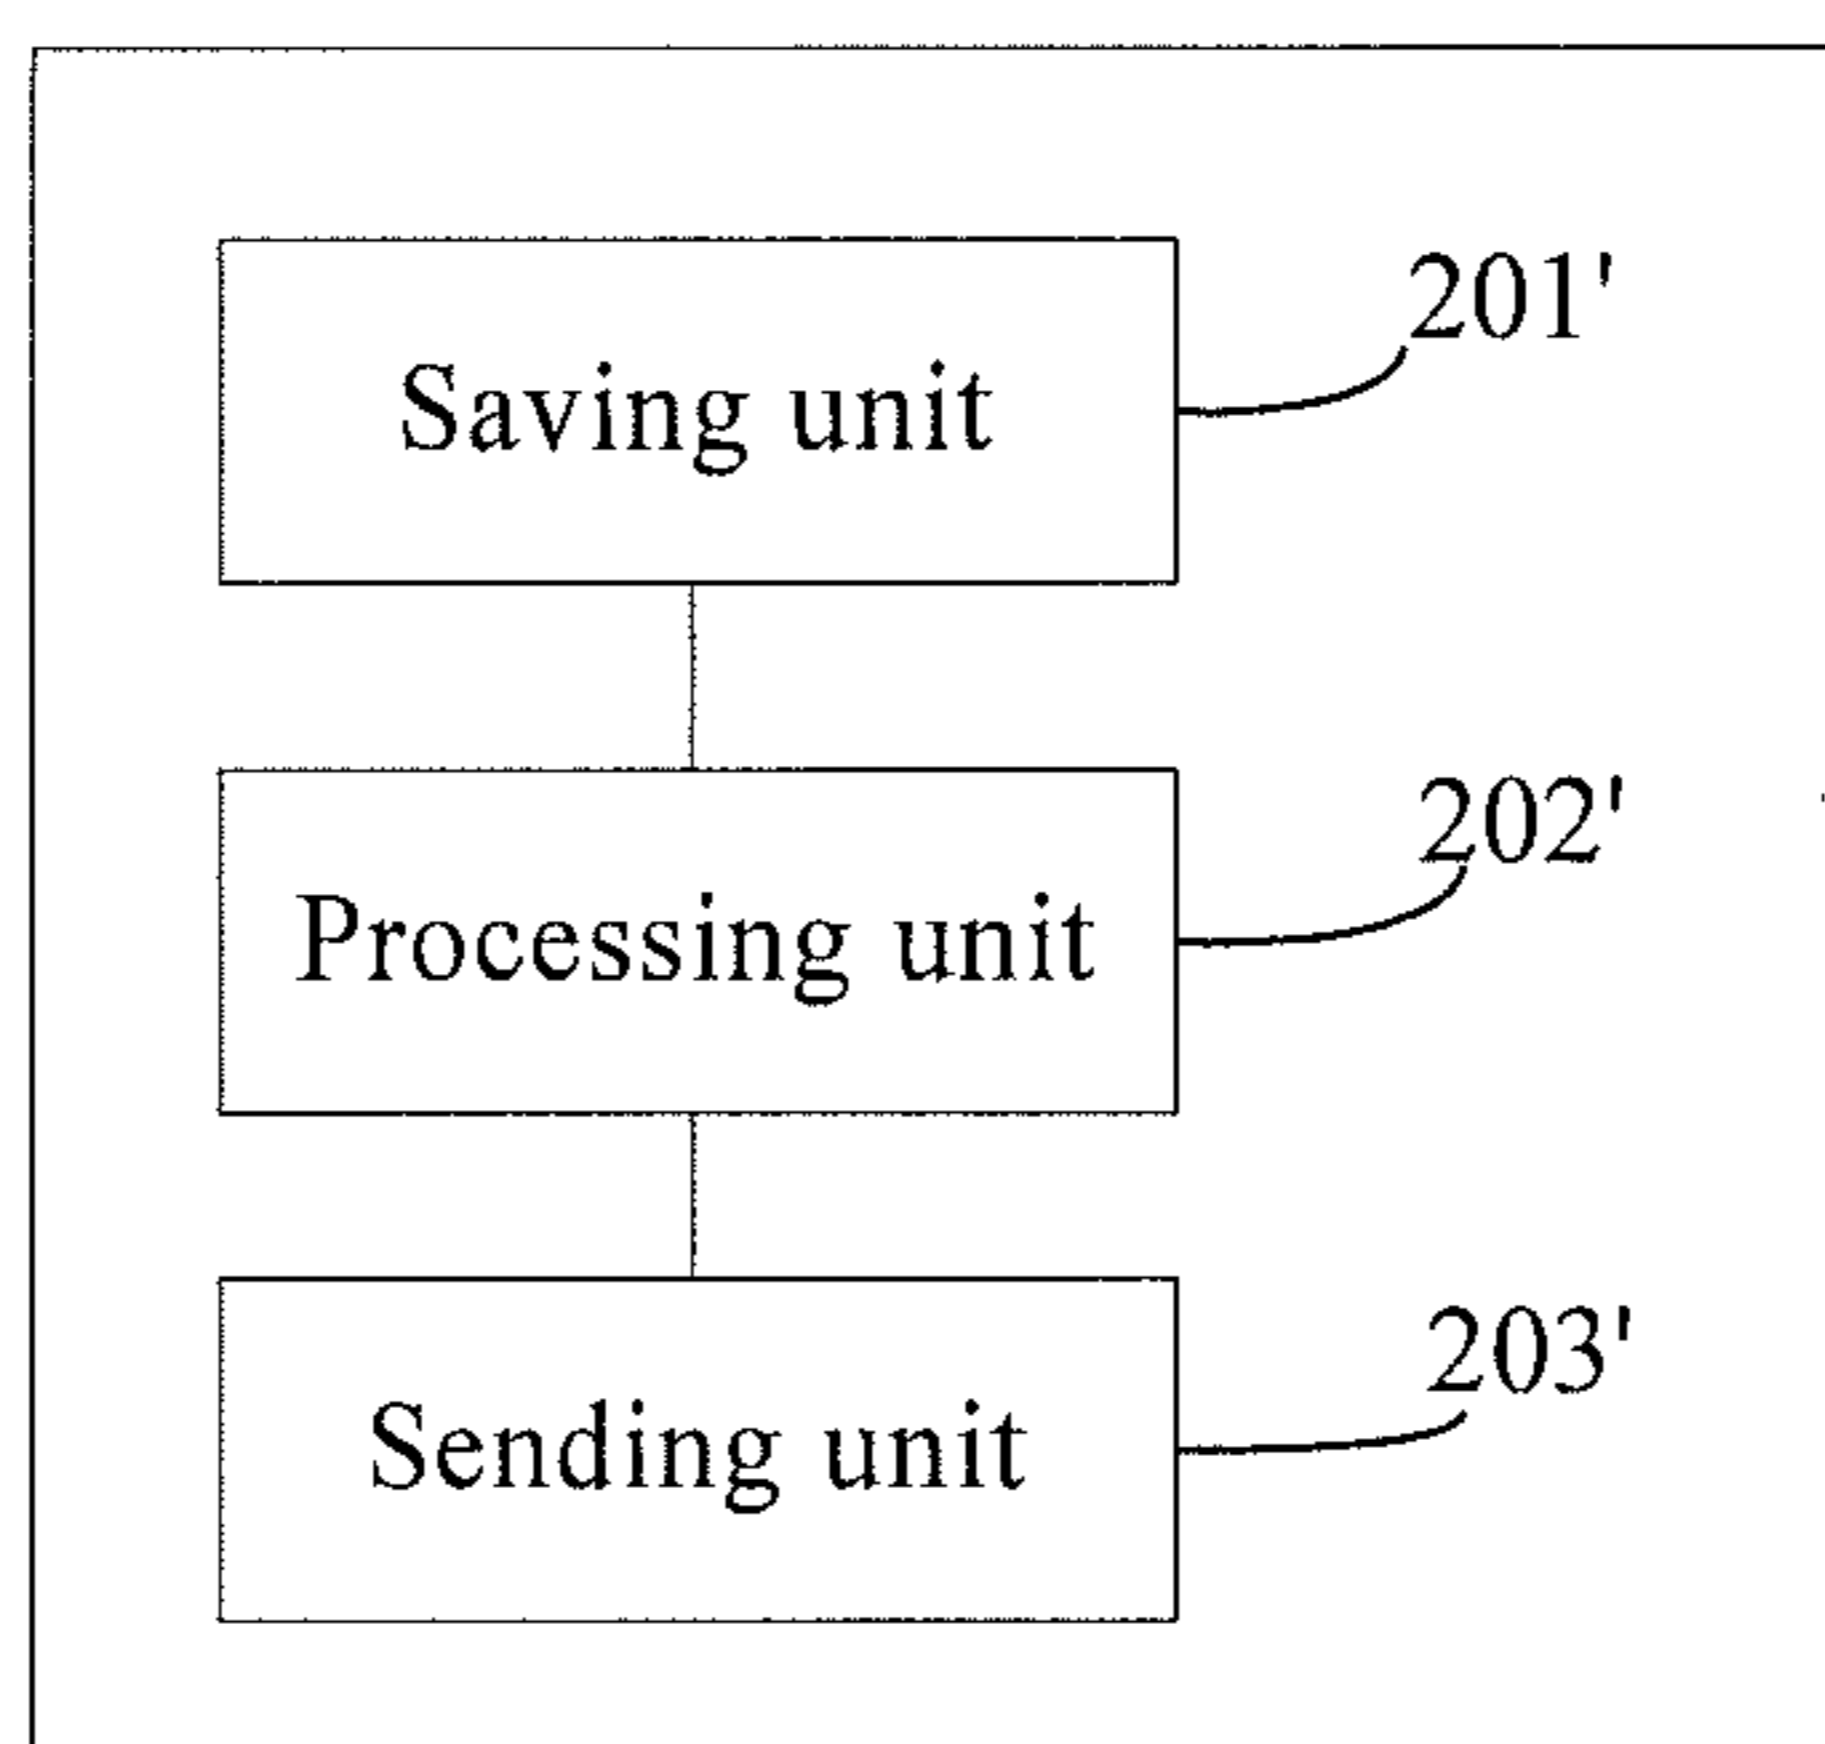 201'
Saving unit
202'
Processing unit
203'
Sending unit